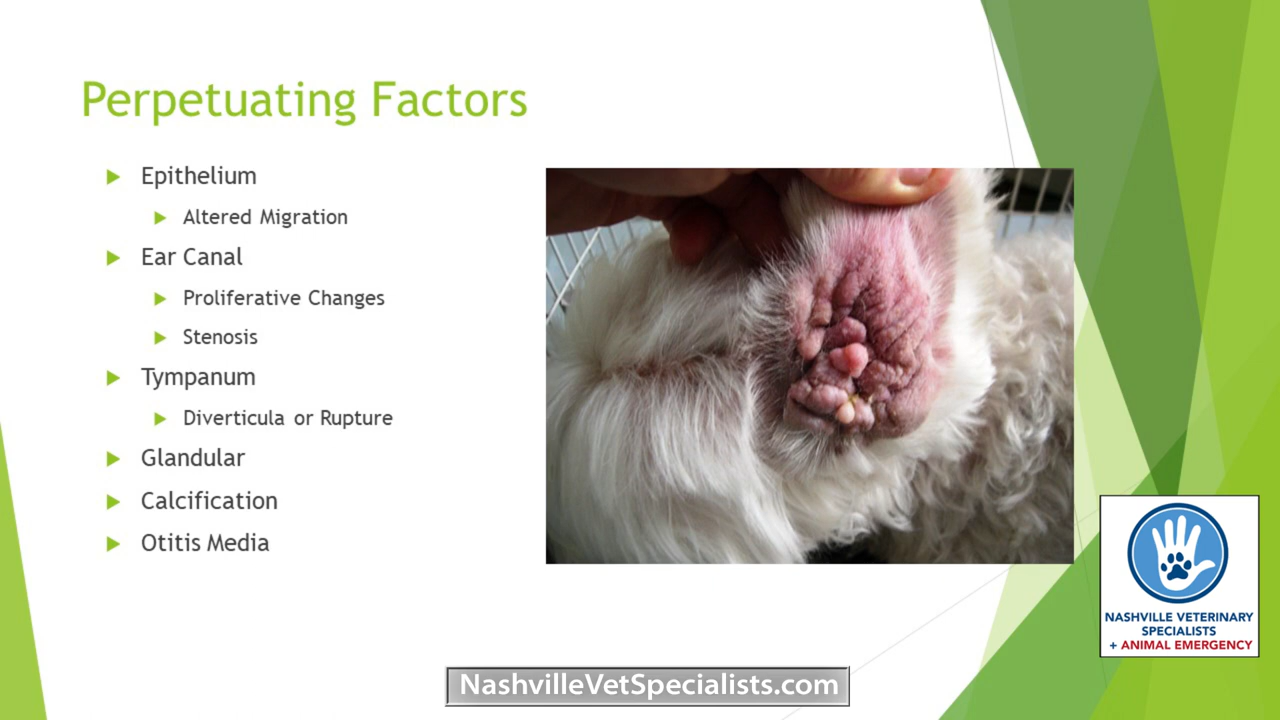 Perpetuating Factors
Epithelium
Altered Migration
Ear Canal
Proliferative Changes
Stenosis
Tympanum
Diverticula or Rupture
Glandular
Calcification
Otitis Media
NASHVILLE VETERINARY
SPECIALISTS
+ ANIMAL EMERGENCY
NashvilleVetSpecialists.com